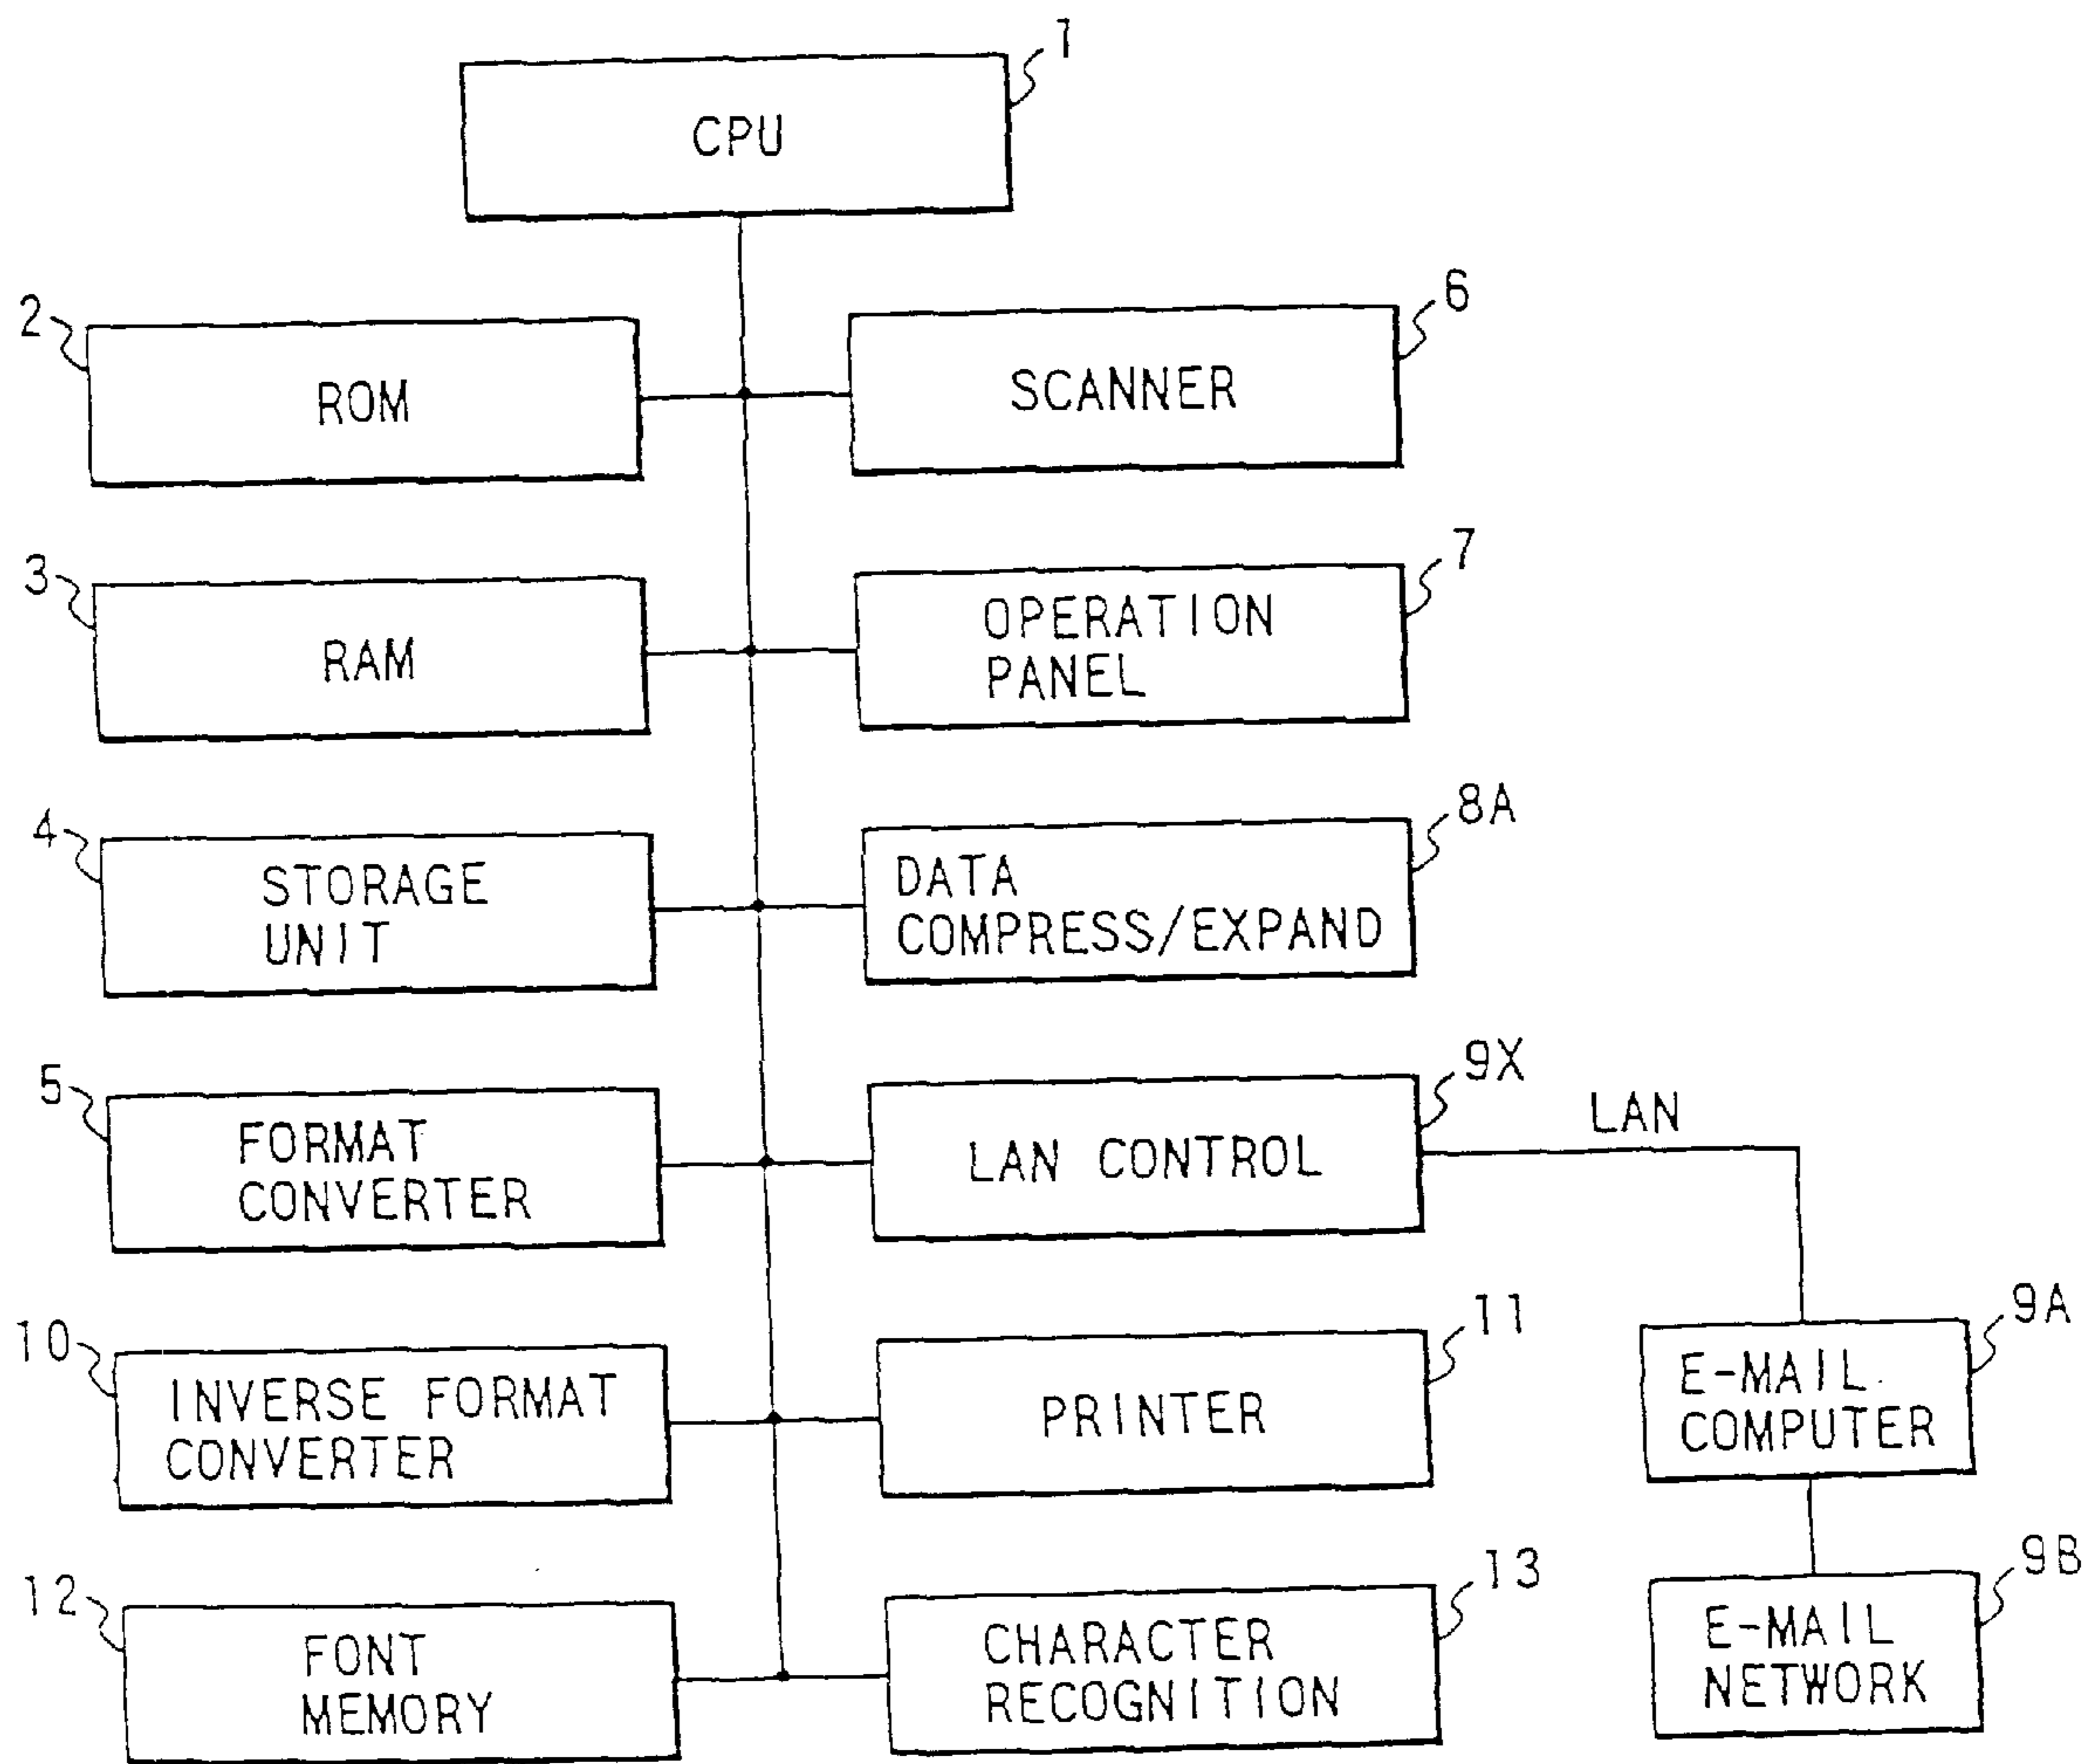 1
CPU
2
ROM
6
SCANNER
3
RAM
7
OPERATION
PANEL
4
STORAGE
UNIT
8A
DATA
COMPRESS/EXPAND
5
FORMAT
CONVERTER
9X
LAN CONTROL
LAN
10
INVERSE FORMAT
CONVERTER
11
PRINTER
9A
E-MAIL
COMPUTER
12
FONT
MEMORY
13
CHARACTER
RECOGNITION
9B
E-MAIL
NETWORK